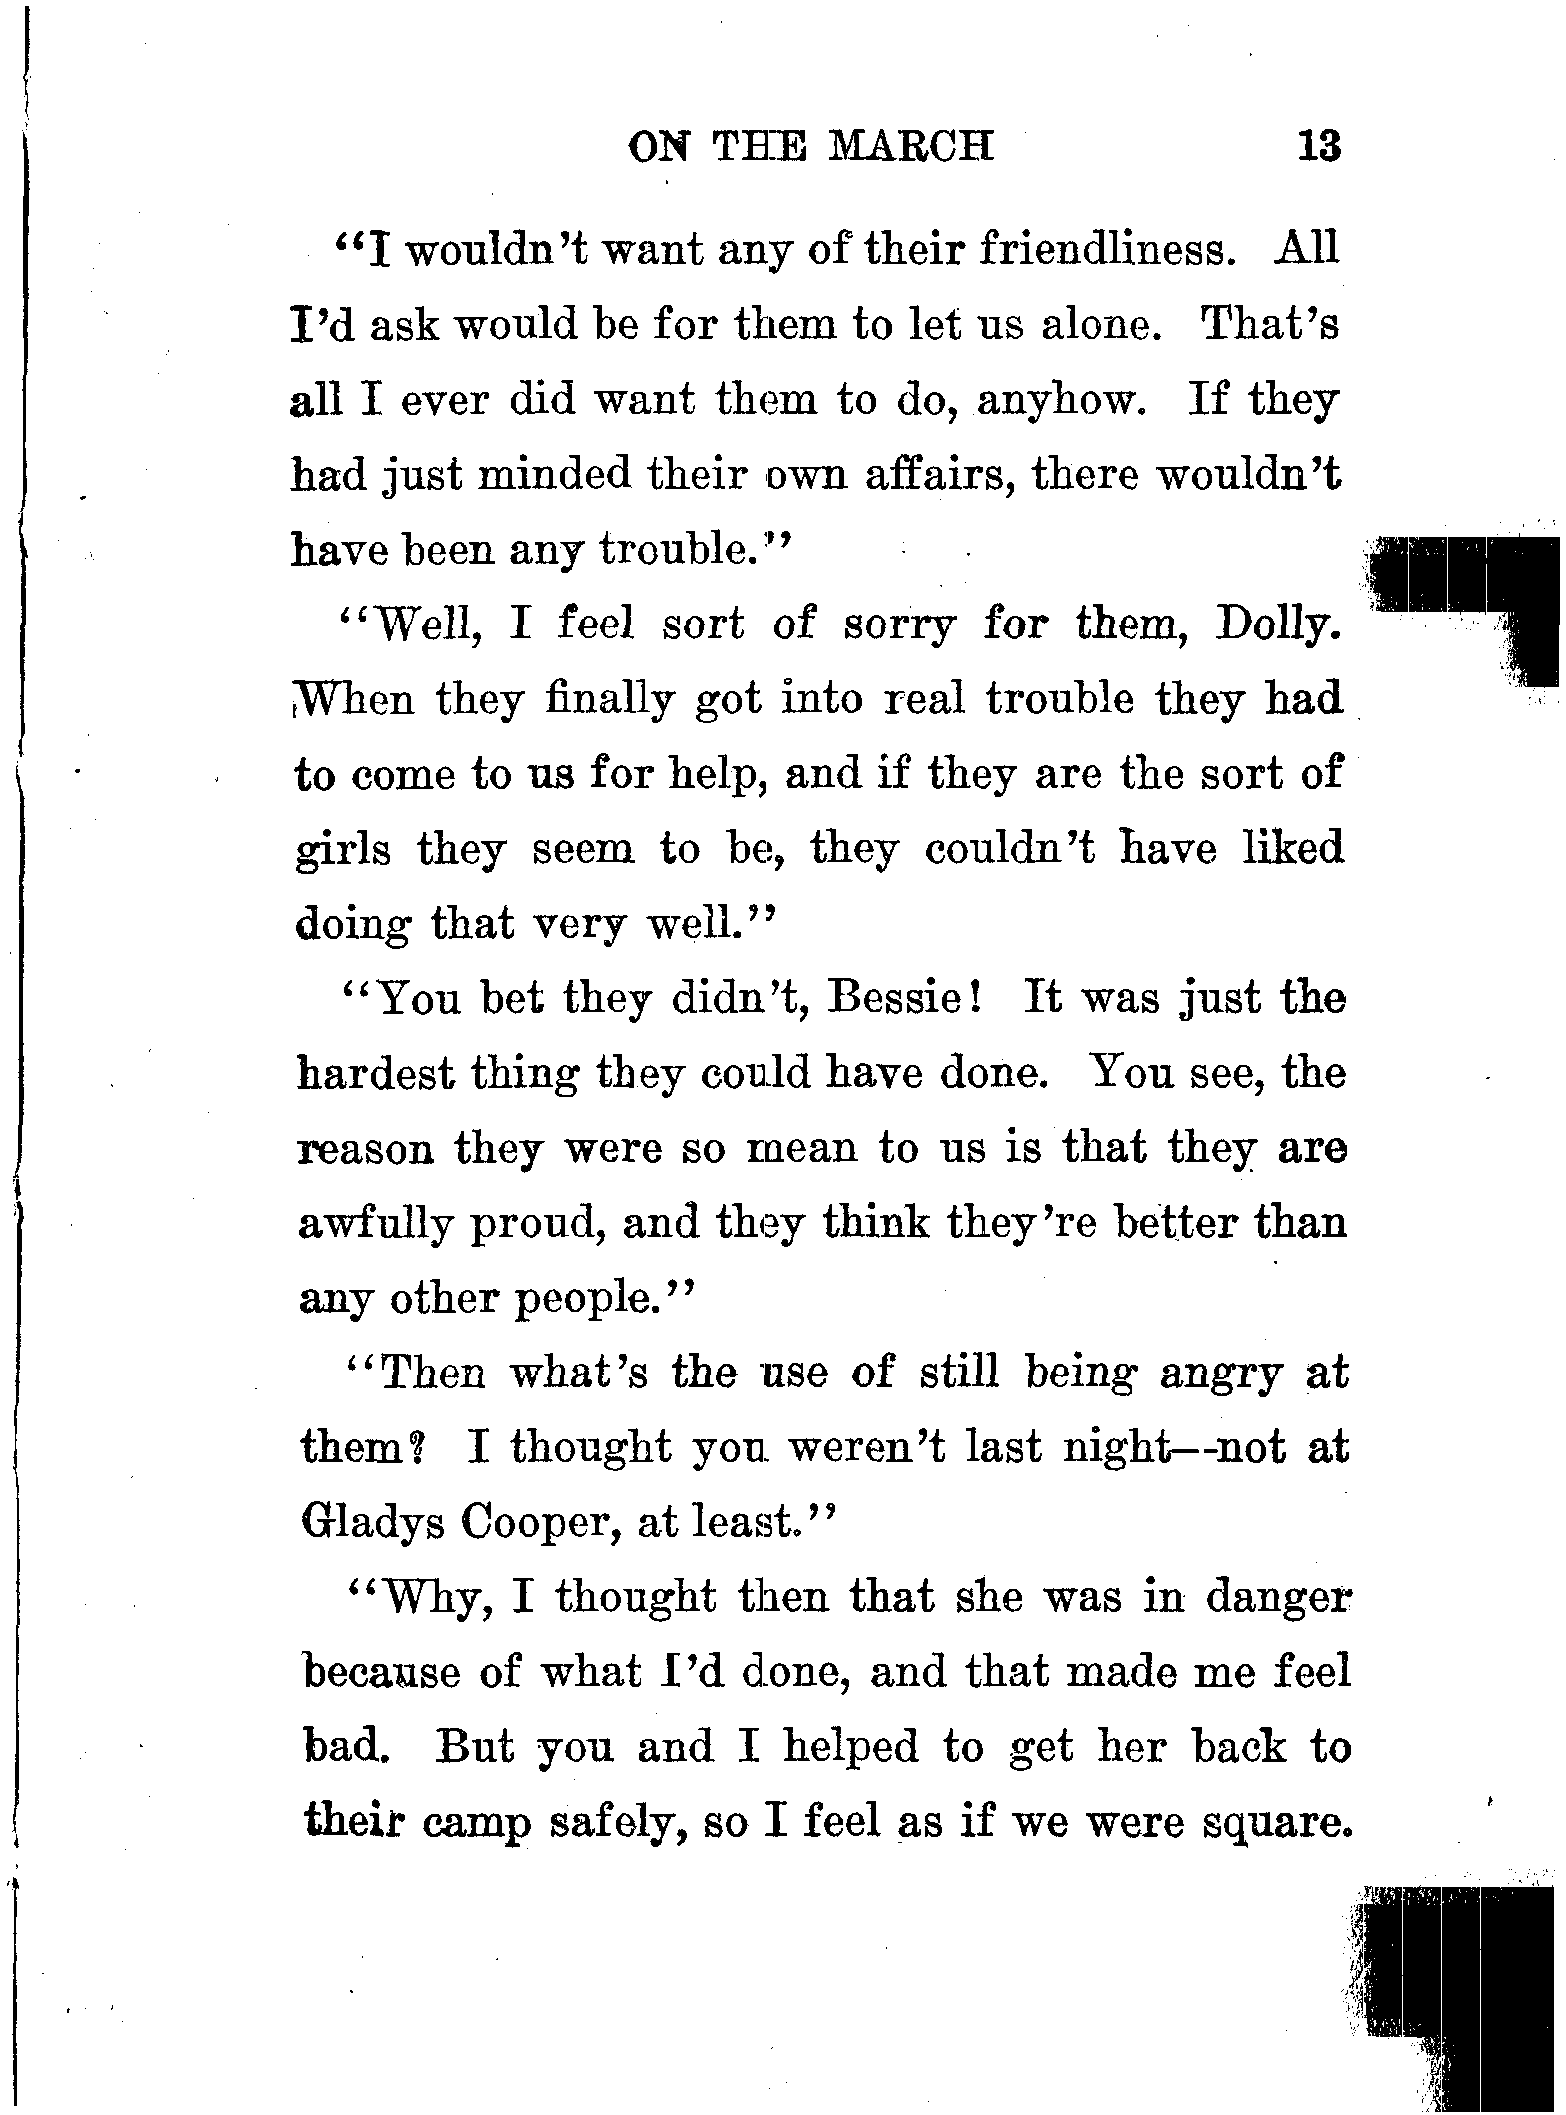 ON THE MARCH 13
"I wouldn't want any of their friendliness. All
I'd ask would be for them to let us alone. That's
all I ever did want them to do, anyhow. If they
had just minded their own affairs, there wouldn't
have been any trouble."
"Well, I feel sort of sorry for them, Dolly.
When they finally got into real trouble they had
to come to us for help, and if they are the sort of
girls they seem to be, they couldn't have liked
doing that very well."
"You bet they didn't, Bessie! It was just the
hardest thing they could have done. You see, the
reason they were so mean to us is that they are
awfully proud, and they think they're better than
any other people."
"Then what's the use of still being angry at
them? I thought you weren't last night--not at
Gladys Cooper, at least."
"Why, I thought then that she was in danger
because of what I'd done, and that made me feel
bad. But you and I helped to get her back to
their camp safely, so I feel as if we were square.